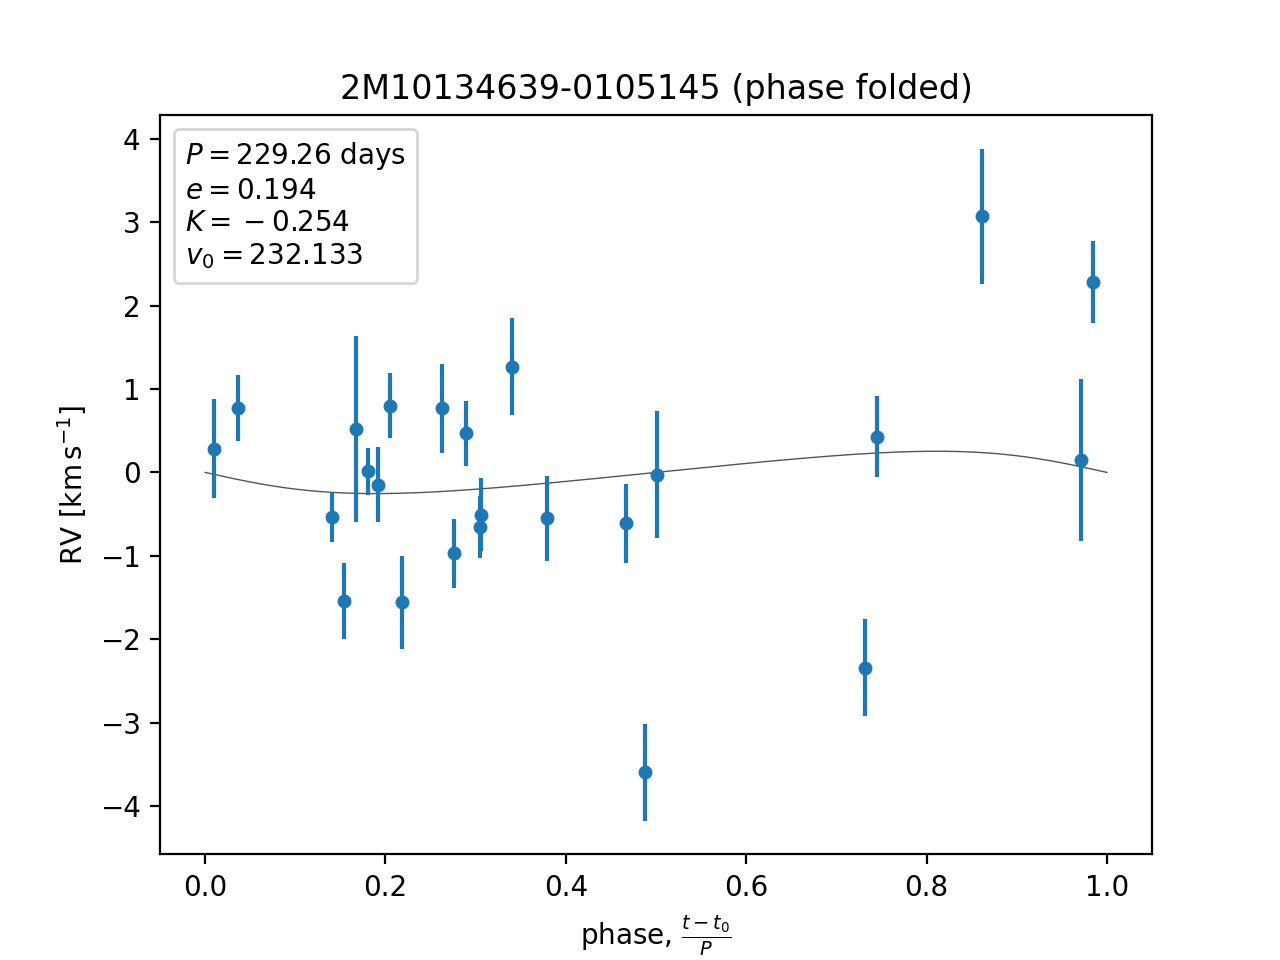 2M10134639-0105145 (phase folded)
P = 229.26 days
e = 0.194
K = −0.254
v₀ = 232.133
4
3
2
1
0
−1
−2
−3
−4
RV [km s⁻¹]
0.0 0.2 0.4 0.6 0.8 1.0
phase, (t − t₀)/P